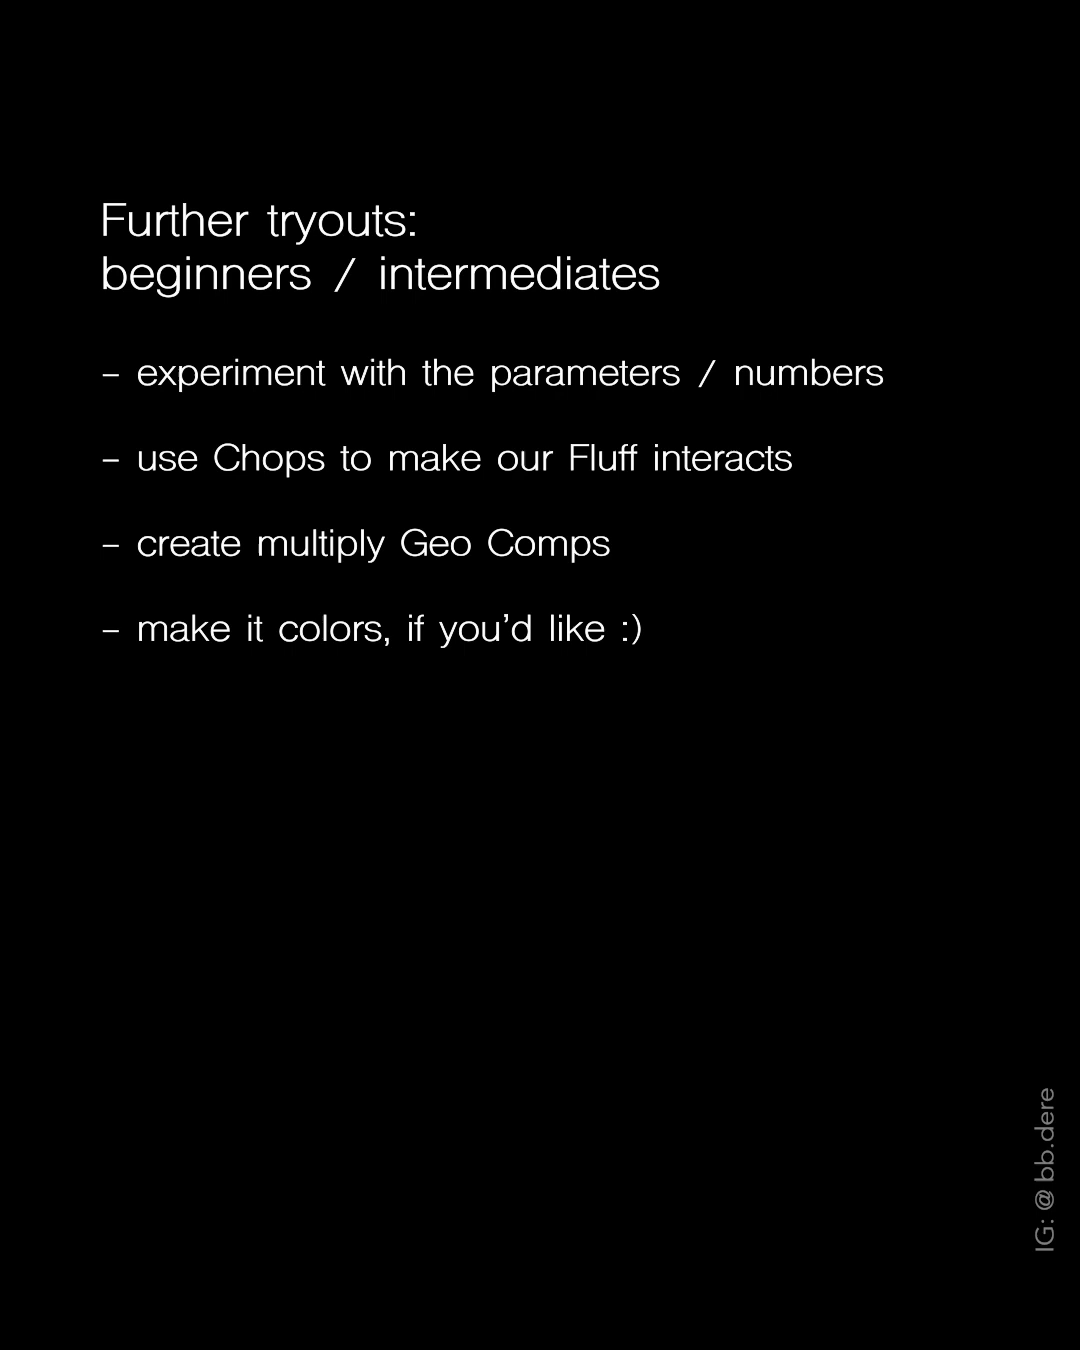 Further tryouts:
beginners / intermediates
– experiment with the parameters / numbers
– use Chops to make our Fluff interacts
– create multiply Geo Comps
– make it colors, if you’d like :)
IG: @ bb.dere